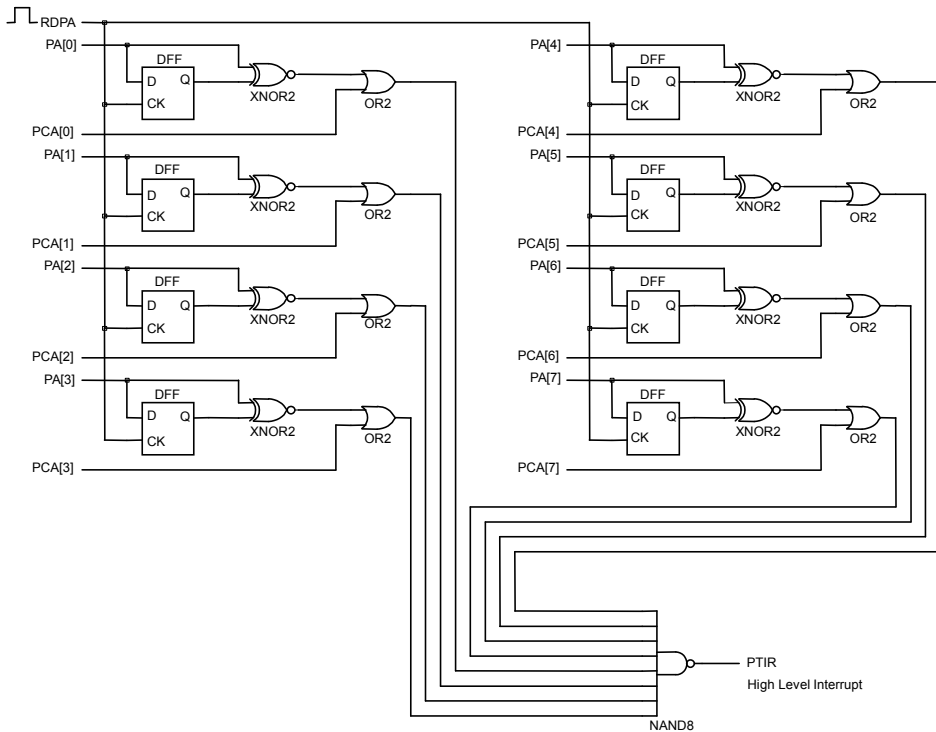 RDPA
PA[0]
DFF
D
Q
CK
XNOR2
OR2
PCA[0]
PA[1]
DFF
D
Q
CK
XNOR2
OR2
PCA[1]
PA[2]
DFF
D
Q
CK
XNOR2
OR2
PCA[2]
PA[3]
DFF
D
Q
CK
XNOR2
OR2
PCA[3]
PA[4]
DFF
D
Q
CK
XNOR2
OR2
PCA[4]
PA[5]
DFF
D
Q
CK
XNOR2
OR2
PCA[5]
PA[6]
DFF
D
Q
CK
XNOR2
OR2
PCA[6]
PA[7]
DFF
D
Q
CK
XNOR2
OR2
PCA[7]
PTIR
High Level Interrupt
NAND8